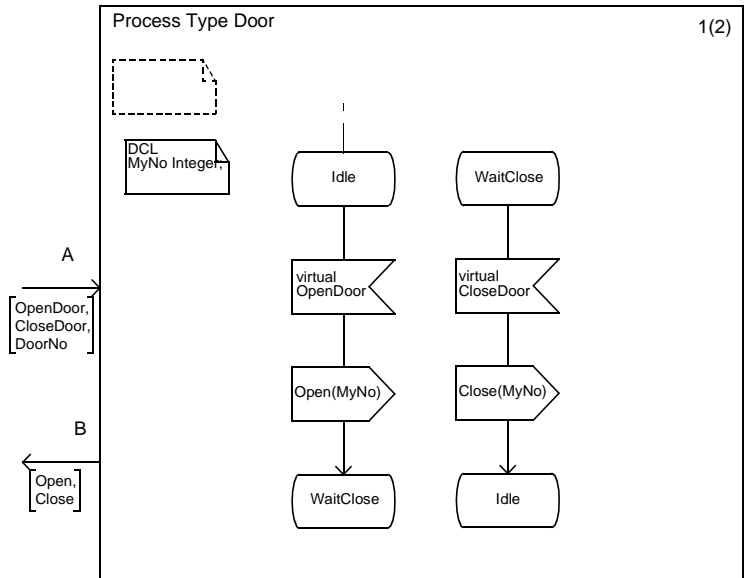 Process Type Door
1(2)
DCL
MyNo Integer;
Idle
WaitClose
A
virtual
OpenDoor
virtual
CloseDoor
OpenDoor,
CloseDoor,
DoorNo
Open(MyNo)
Close(MyNo)
B
Open,
Close
WaitClose
Idle